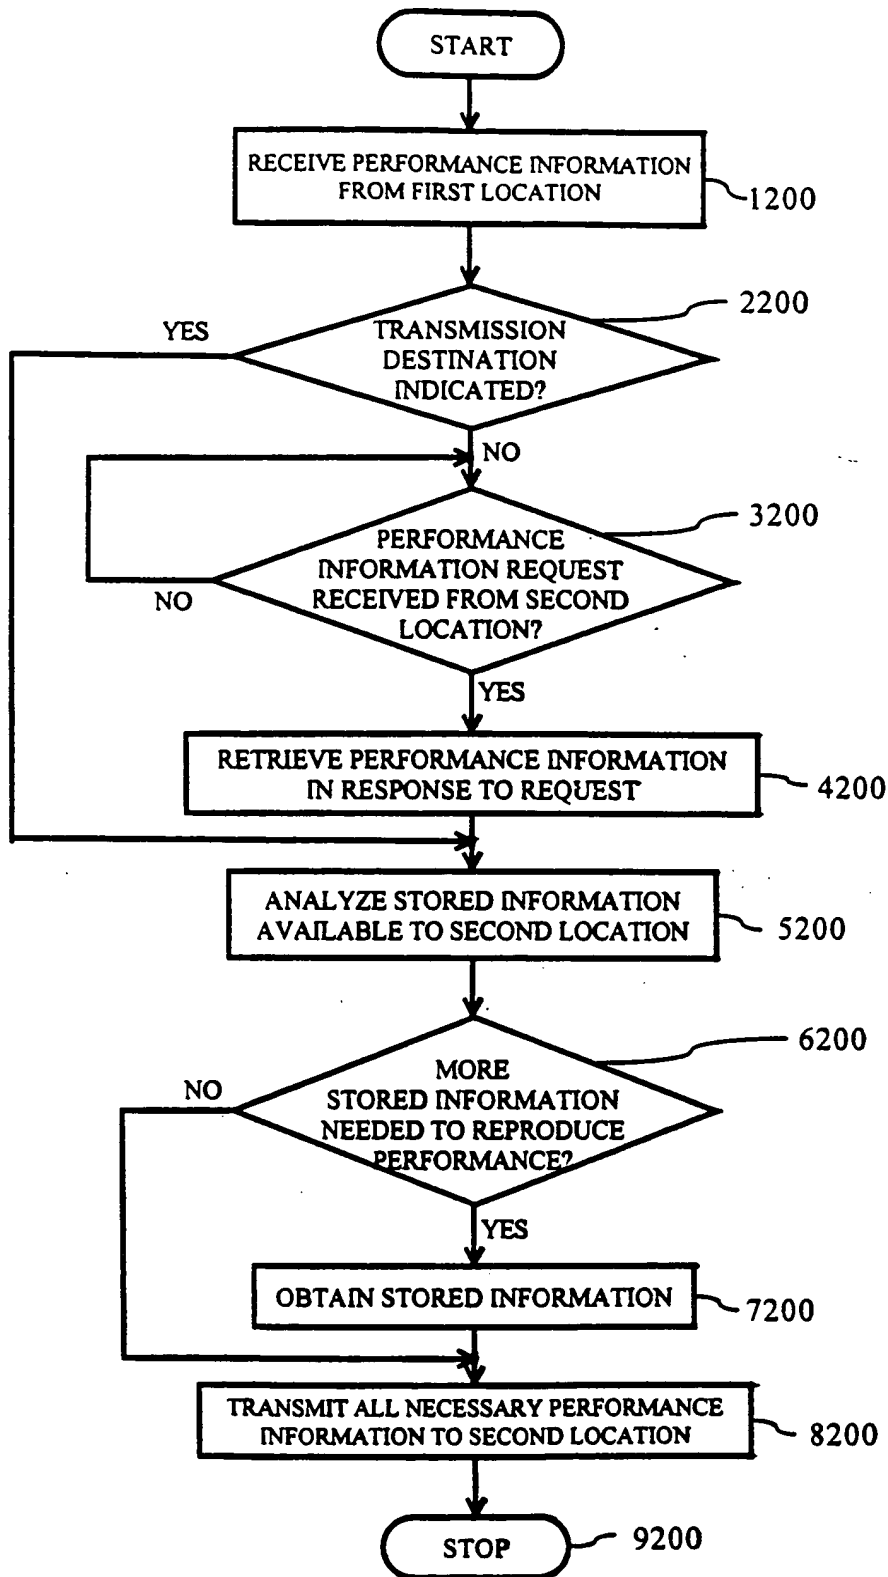 START
RECEIVE PERFORMANCE INFORMATION
FROM FIRST LOCATION
1200
2200
YES
TRANSMISSION
DESTINATION
INDICATED?
NO
3200
PERFORMANCE
INFORMATION REQUEST
RECEIVED FROM SECOND
LOCATION?
NO
YES
RETRIEVE PERFORMANCE INFORMATION
IN RESPONSE TO REQUEST
4200
ANALYZE STORED INFORMATION
AVAILABLE TO SECOND LOCATION
5200
6200
NO
MORE
STORED INFORMATION
NEEDED TO REPRODUCE
PERFORMANCE?
YES
OBTAIN STORED INFORMATION
7200
TRANSMIT ALL NECESSARY PERFORMANCE
INFORMATION TO SECOND LOCATION
8200
STOP
9200